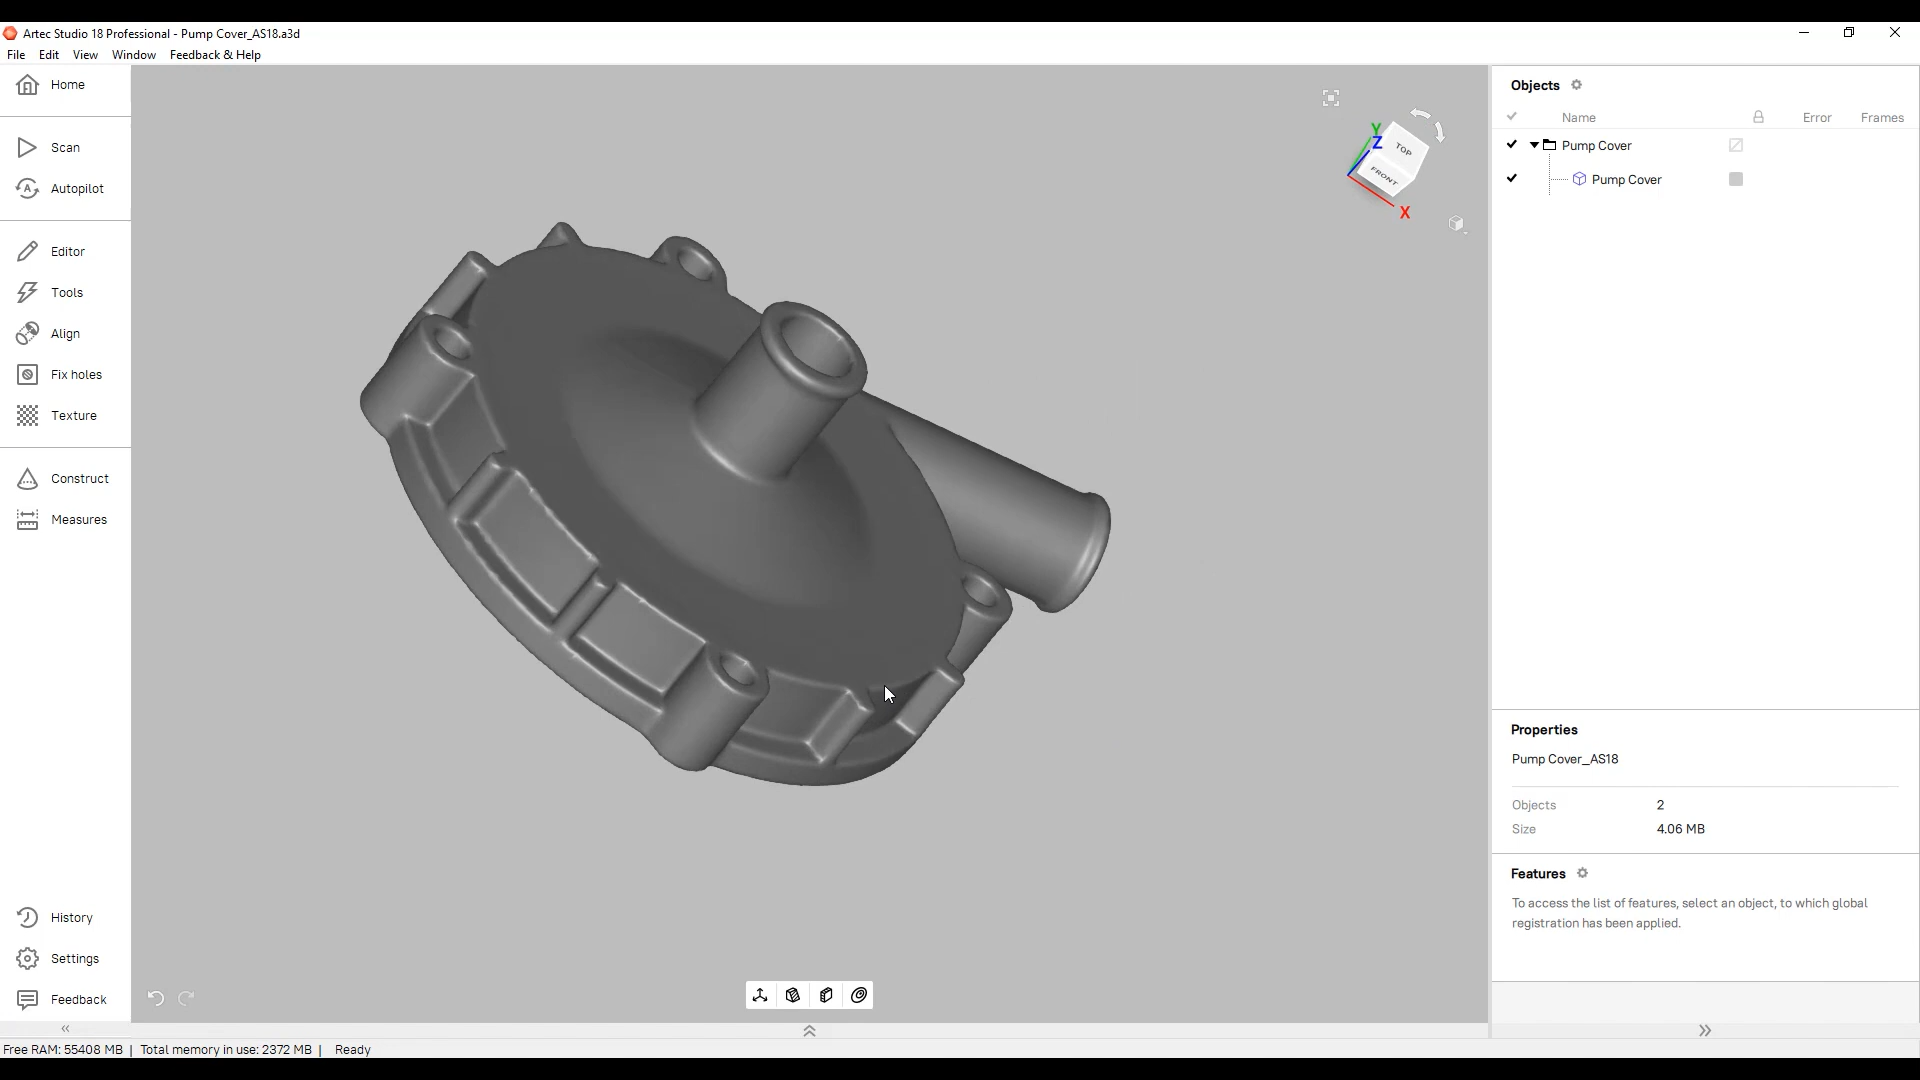 Artec Studio 18 Professional - Pump Cover_AS18.a3d
File Edit View Window Feedback & Help
Home
Scan
Autopilot
Editor
Tools
Align
Fix holes
Texture
Construct
Measures
History
Settings
Feedback
Y
Z
X
TOP
FRONT
Objects
Name Error Frames
Pump Cover
Pump Cover
Properties
Pump Cover_AS18
Objects 2
Size 4.06 MB
Features
To access the list of features, select an object, to which global
registration has been applied.
Free RAM: 55408 MB | Total memory in use: 2372 MB | Ready